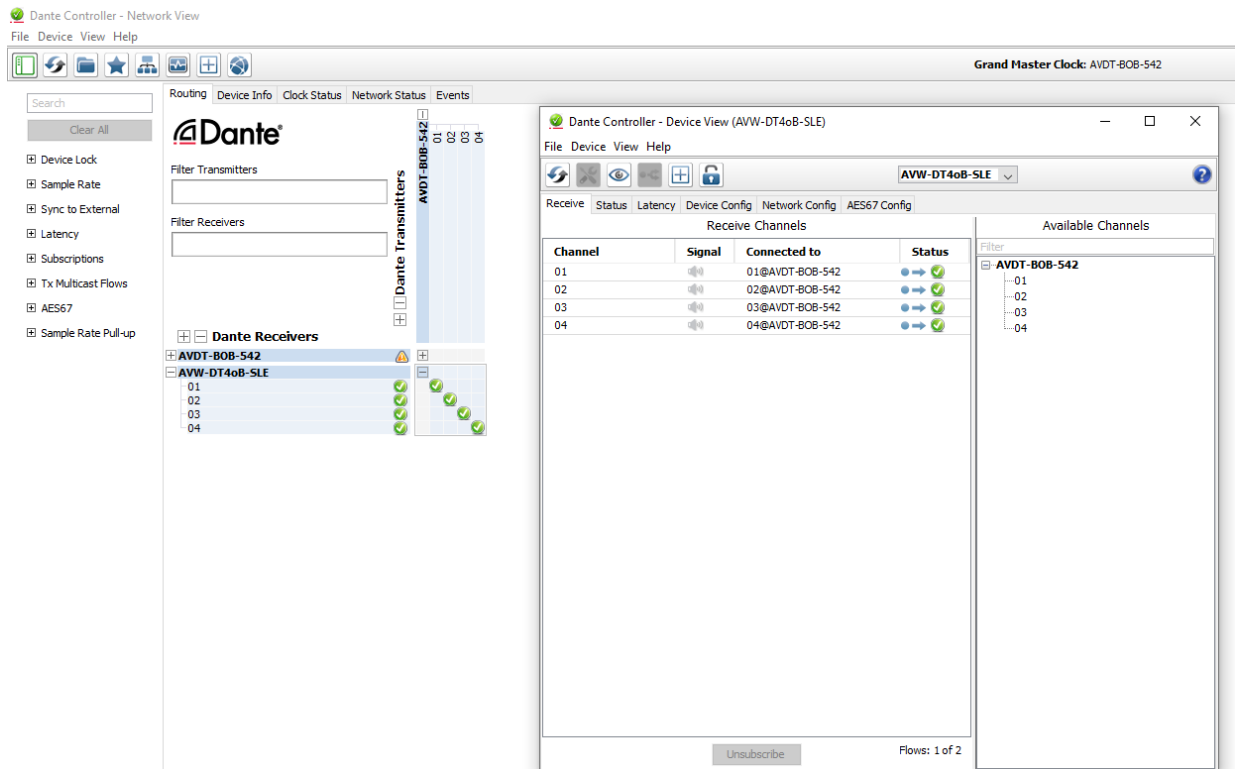 Dante Controller - Network View
File Device View Help
Grand Master Clock: AVDT-BOB-542
Search
Clear All
Device Lock
Sample Rate
Sync to External
Latency
Subscriptions
Tx Multicast Flows
AES67
Sample Rate Pull-up
Routing Device Info Clock Status Network Status Events
Dante
Filter Transmitters
Filter Receivers
Dante Transmitters
AVDT-BOB-542
01
02
03
04
Dante Receivers
AVDT-BOB-542
AVW-DT4oB-SLE
01
02
03
04
Dante Controller - Device View (AVW-DT4oB-SLE)
File Device View Help
AVW-DT4oB-SLE
Receive Status Latency Device Config Network Config AES67 Config
Receive Channels
Channel Signal Connected to Status
01 01@AVDT-BOB-542
02 02@AVDT-BOB-542
03 03@AVDT-BOB-542
04 04@AVDT-BOB-542
Unsubscribe
Flows: 1 of 2
Available Channels
Filter
AVDT-BOB-542
01
02
03
04